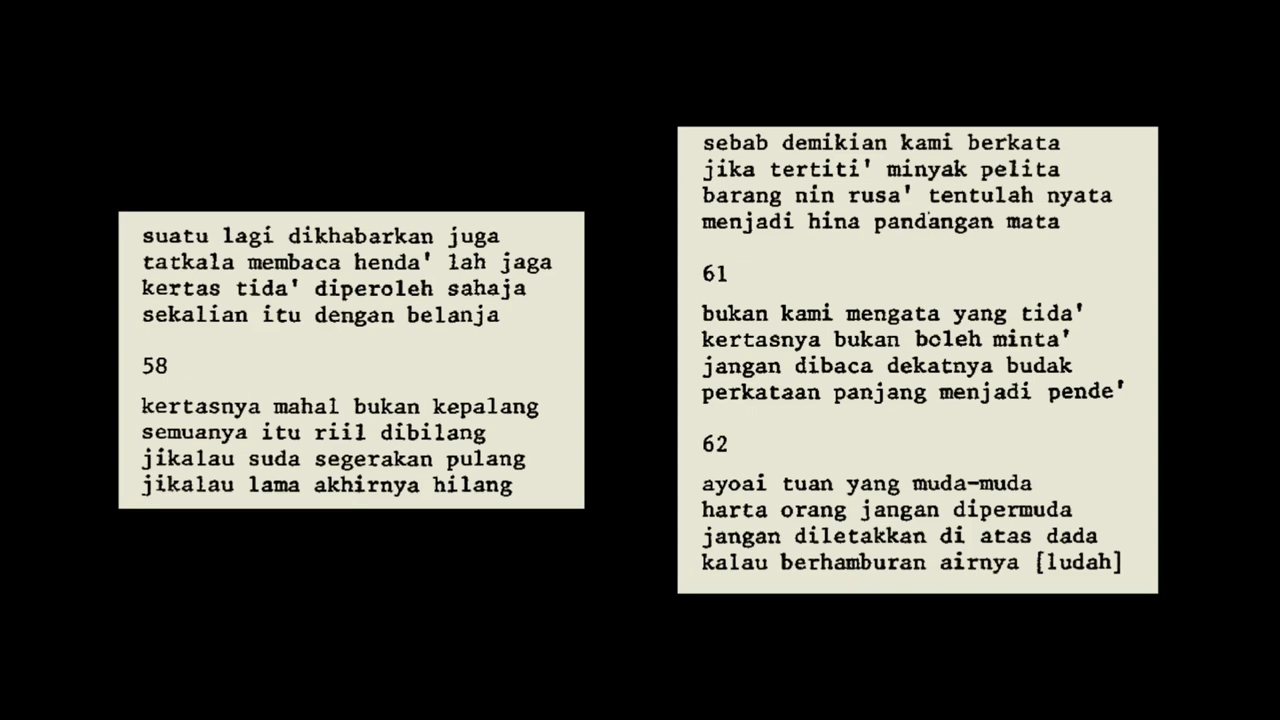 suatu lagi dikhabarkan juga
tatkala membaca henda' lah jaga
kertas tida' diperoleh sahaja
sekalian itu dengan belanja
58
kertasnya mahal bukan kepalang
semuanya itu riil dibilang
jikalau suda segerakan pulang
jikalau lama akhirnya hilang
sebab demikian kami berkata
jika tertiti' minyak pelita
barang nin rusa' tentulah nyata
menjadi hina pandangan mata
61
bukan kami mengata yang tida'
kertasnya bukan boleh minta'
jangan dibaca dekatnya budak
perkataan panjang menjadi pende'
62
ayoai tuan yang muda-muda
harta orang jangan dipermuda
jangan diletakkan di atas dada
kalau berhamburan airnya [ludah]